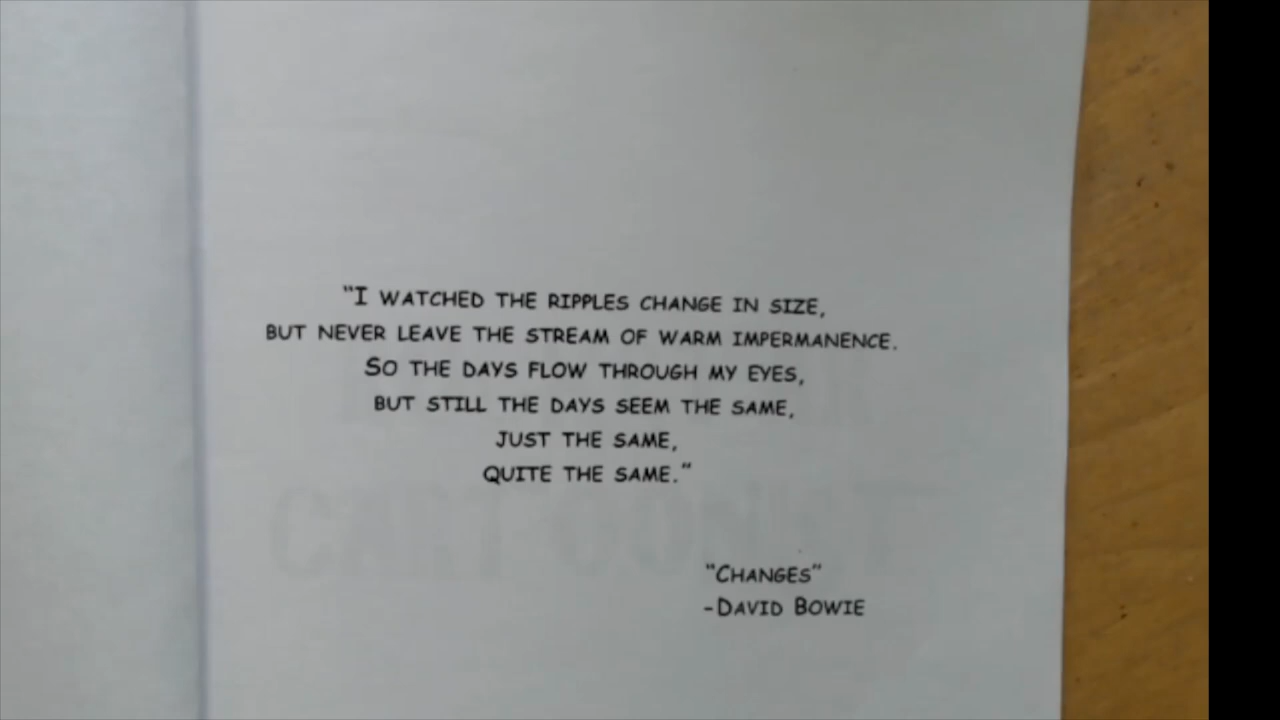 “I WATCHED THE RIPPLES CHANGE IN SIZE,
BUT NEVER LEAVE THE STREAM OF WARM IMPERMANENCE.
SO THE DAYS FLOW THROUGH MY EYES,
BUT STILL THE DAYS SEEM THE SAME,
JUST THE SAME,
QUITE THE SAME.”
“CHANGES”
-DAVID BOWIE